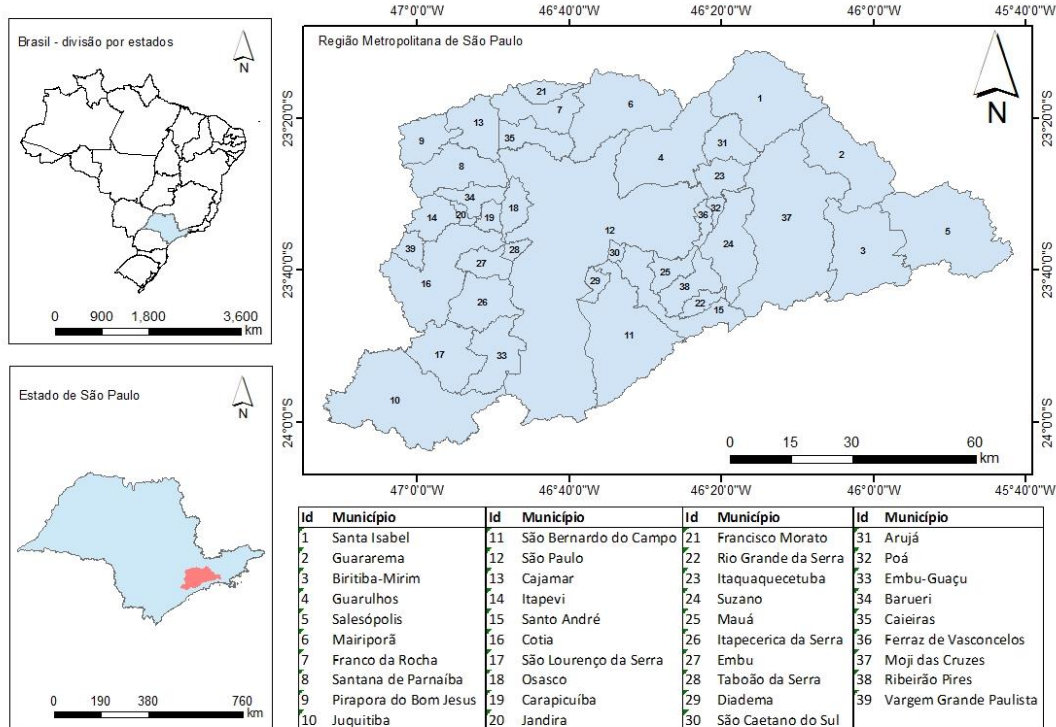 Brasil - divisão por estados
N
0 900 1,800 3,600
km
Estado de São Paulo
N
0 190 380 760
km
47°0'0"W 46°40'0"W 46°20'0"W 46°0'0"W 45°40'0"W
Região Metropolitana de São Paulo
N
23°20'0"S 23°20'0"S
23°40'0"S 23°40'0"S
24°0'0"S 24°0'0"S
21
7
6
1
13
35
9
8
4
31
2
23
34
14
20
19
18
36
32
37
12
24
5
39
28
30
3
27
25
16
29
38
26
22
15
11
17
33
10
0 15 30 60
km
47°0'0"W 46°40'0"W 46°20'0"W 46°0'0"W 45°40'0"W
Id Município Id Município Id Município Id Município
1 Santa Isabel 11 São Bernardo do Campo 21 Francisco Morato 31 Arujá
2 Guararema 12 São Paulo 22 Rio Grande da Serra 32 Poá
3 Biritiba-Mirim 13 Cajamar 23 Itaquaquecetuba 33 Embu-Guaçu
4 Guarulhos 14 Itapevi 24 Suzano 34 Barueri
5 Salesópolis 15 Santo André 25 Mauá 35 Caieiras
6 Mairiporã 16 Cotia 26 Itapecerica da Serra 36 Ferraz de Vasconcelos
7 Franco da Rocha 17 São Lourenço da Serra 27 Embu 37 Moji das Cruzes
8 Santana de Parnaíba 18 Osasco 28 Taboão da Serra 38 Ribeirão Pires
9 Pirapora do Bom Jesus 19 Carapicuíba 29 Diadema 39 Vargem Grande Paulista
10 Juquitiba 20 Jandira 30 São Caetano do Sul